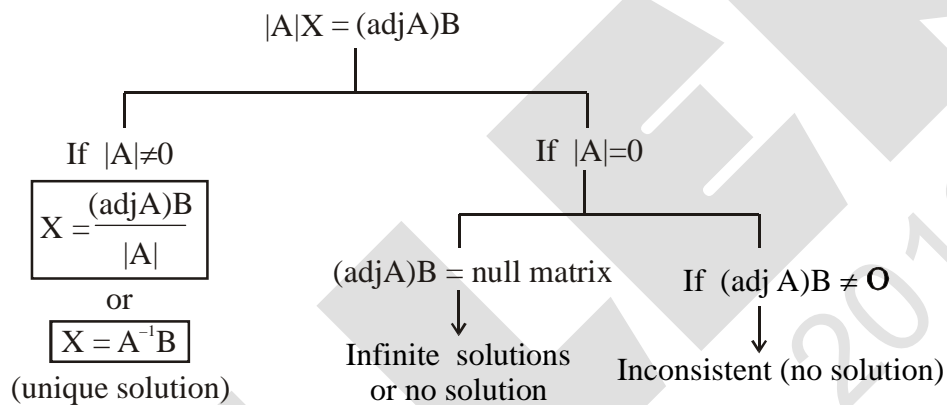 |A|X = (adjA)B
If |A|≠0
If |A|=0
X = (adjA)B / |A|
or
X = A⁻¹B
(unique solution)
(adjA)B = null matrix
Infinite solutions
or no solution
If (adj A)B ≠ O
Inconsistent (no solution)
201